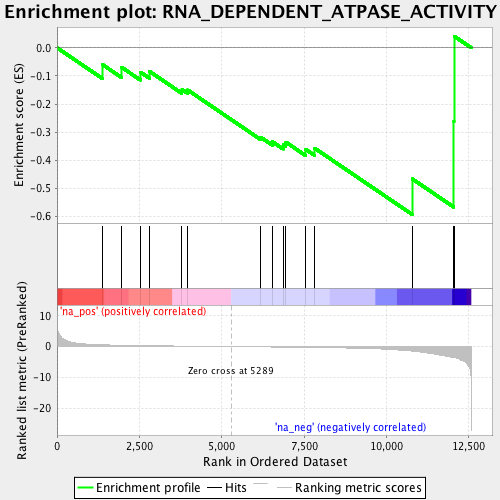 Enrichment plot: RNA_DEPENDENT_ATPASE_ACTIVITY
Enrichment score (ES)
0.0
-0.1
-0.2
-0.3
-0.4
-0.5
-0.6
'na_pos' (positively correlated)
Ranked list metric (PreRanked)
10
5
0
-5
-10
-20
Zero cross at 5289
'na_neg' (negatively correlated)
0
2,500
5,000
7,500
10,000
12,500
Rank in Ordered Dataset
Enrichment profile
Hits
Ranking metric scores